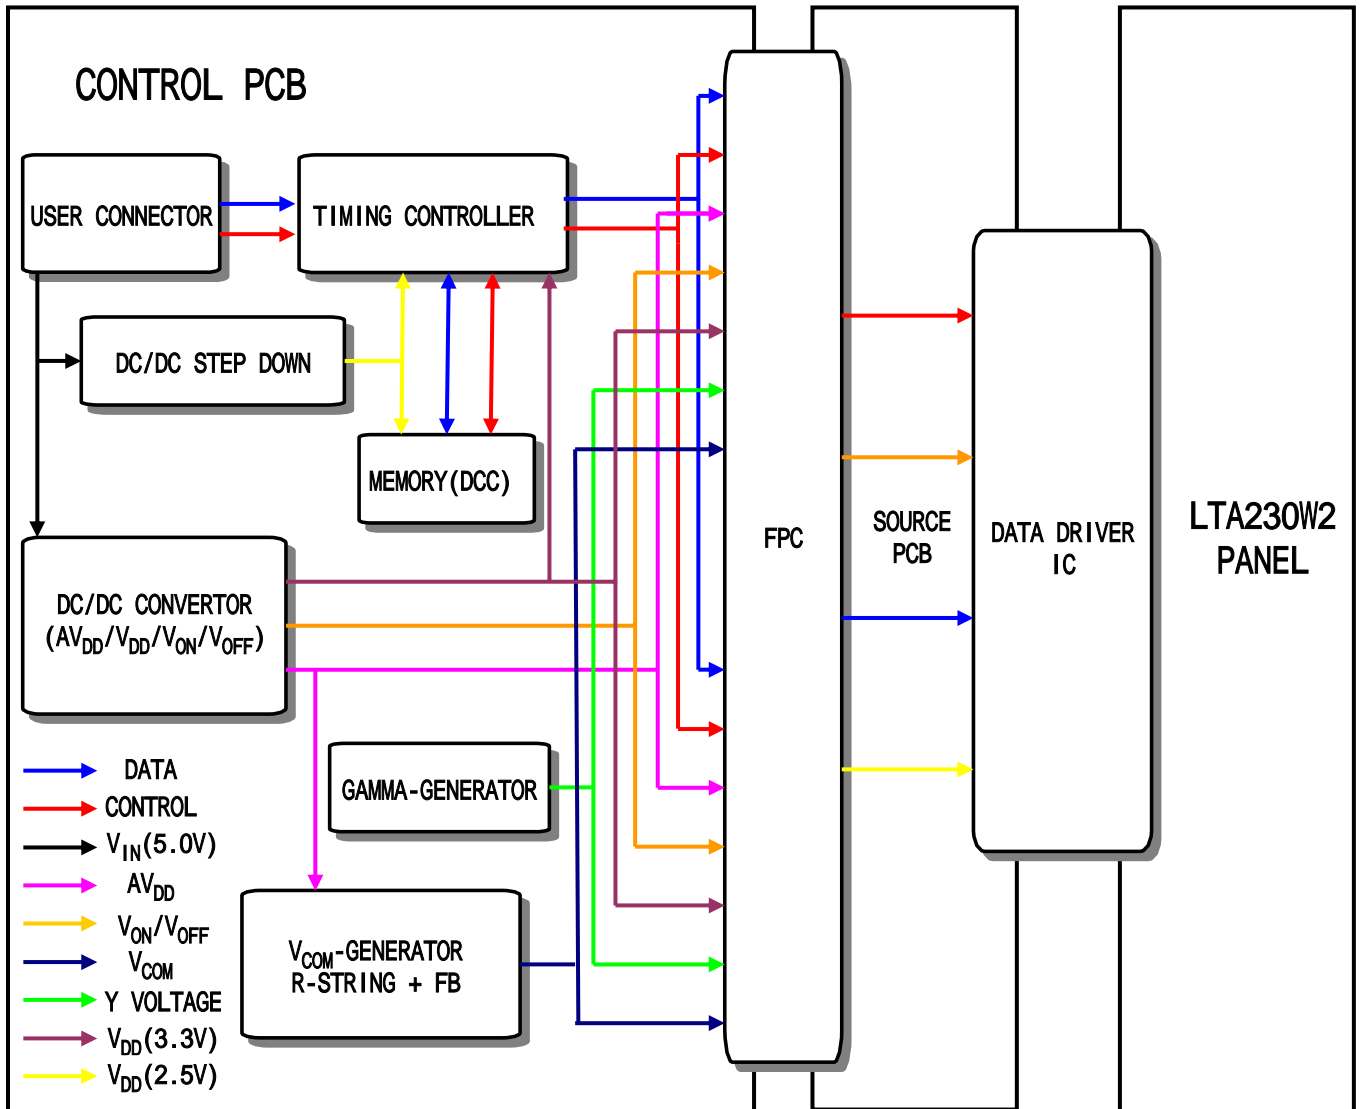 CONTROL PCB
USER CONNECTOR
TIMING CONTROLLER
DC/DC STEP DOWN
MEMORY(DCC)
DC/DC CONVERTOR
(AVDD/VDD/VON/VOFF)
GAMMA-GENERATOR
VCOM-GENERATOR
R-STRING + FB
DATA
CONTROL
VIN(5.0V)
AVDD
VON/VOFF
VCOM
Y VOLTAGE
VDD(3.3V)
VDD(2.5V)
FPC
SOURCE
PCB
DATA DRIVER
IC
LTA230W2
PANEL